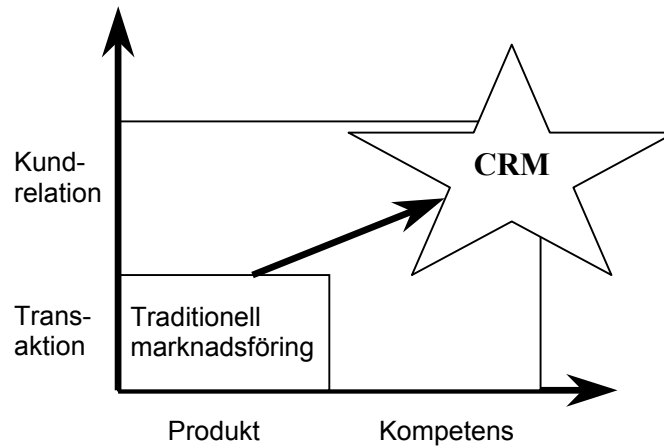 CRM
Kund-
relation
Trans-
aktion
Traditionell
marknadsföring
Produkt
Kompetens